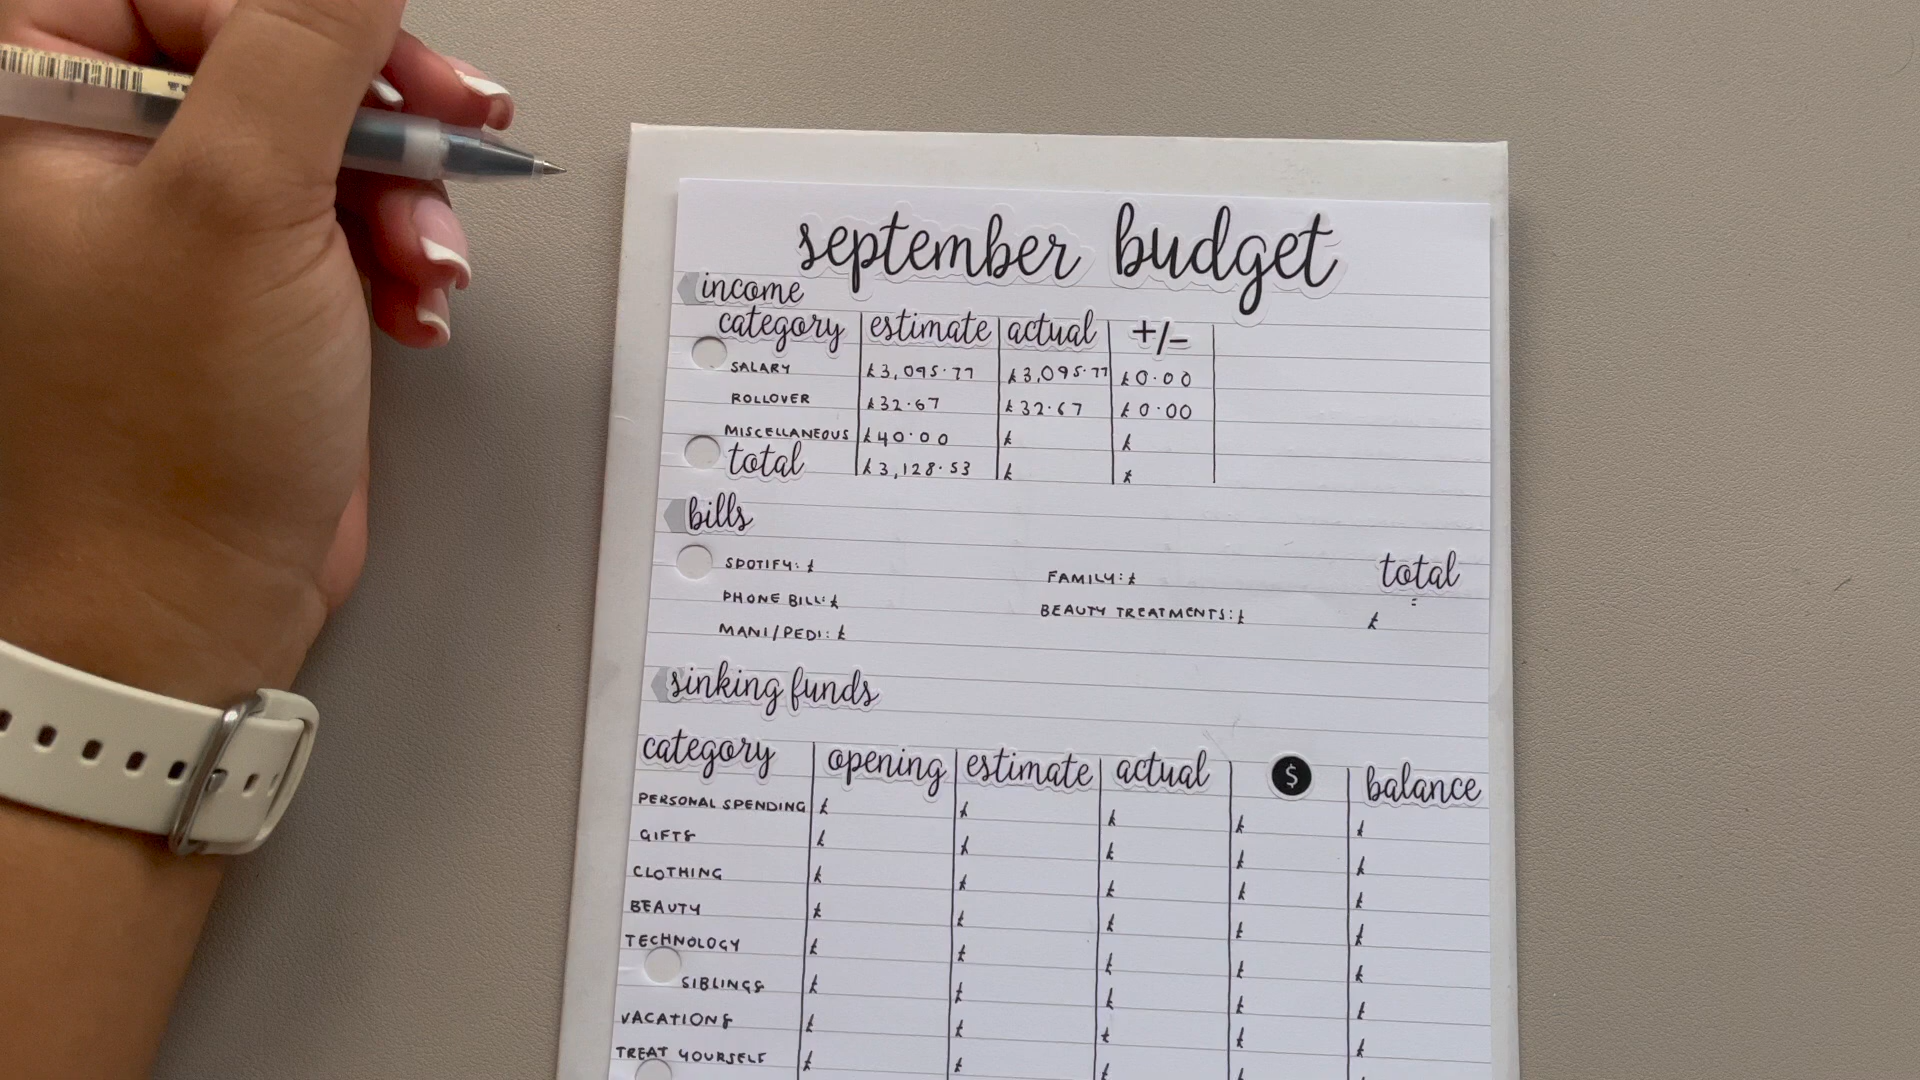 september budget
income
category estimate actual +/-
SALARY £3,095.77 £3,095.77 £0.00
ROLLOVER £32.67 £32.67 £0.00
MISCELLANEOUS £40.00 £ £
total £3,128.53 £ £
bills
SPOTIFY: £ FAMILY: £ total :
PHONE BILL: £ BEAUTY TREATMENTS: £ £
MANI/PEDI: £
sinking funds
category opening estimate actual $ balance
PERSONAL SPENDING £ £ £ £ £
GIFTS £ £ £ £ £
CLOTHING £ £ £ £ £
BEAUTY £ £ £ £ £
TECHNOLOGY £ £ £ £ £
SIBLINGS £ £ £ £ £
VACATIONS £ £ £ £ £
TREAT YOURSELF £ £ £ £